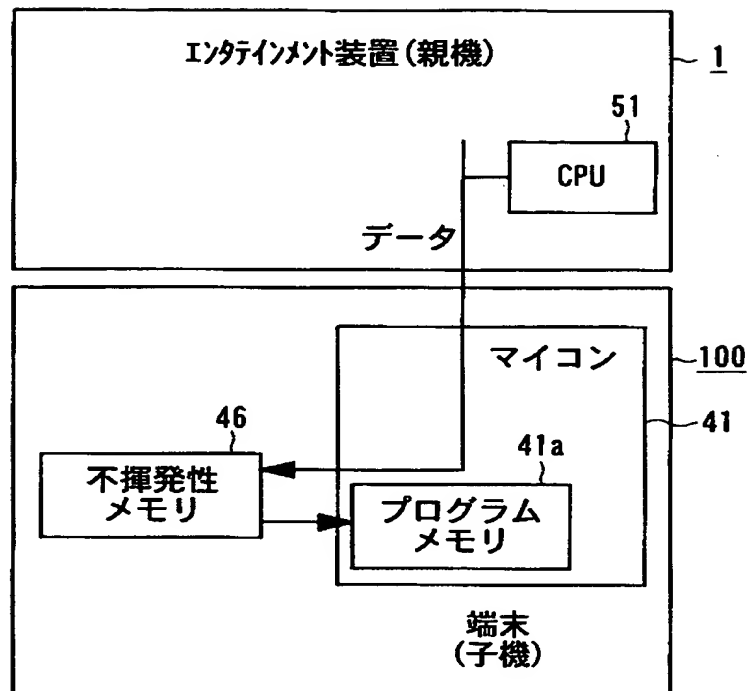 エンタテインメント装置(親機)
1
51
CPU
データ
マイコン
100
46
41
41a
不揮発性
メモリ
プログラム
メモリ
端末
(子機)